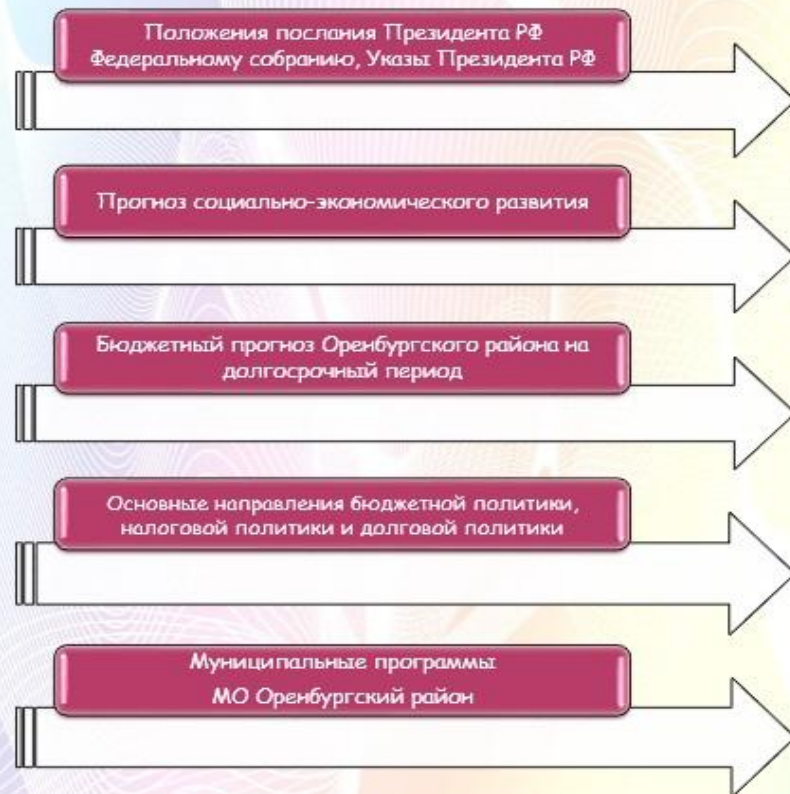 Положения послания Президента РФ
Федеральному собранию, Указы Президента РФ
Прогноз социально-экономического развития
Бюджетный прогноз Оренбургского района на
долгосрочный период
Основные направления бюджетной политики,
налоговой политики и долговой политики
Муниципальные программы
МО Оренбургский район